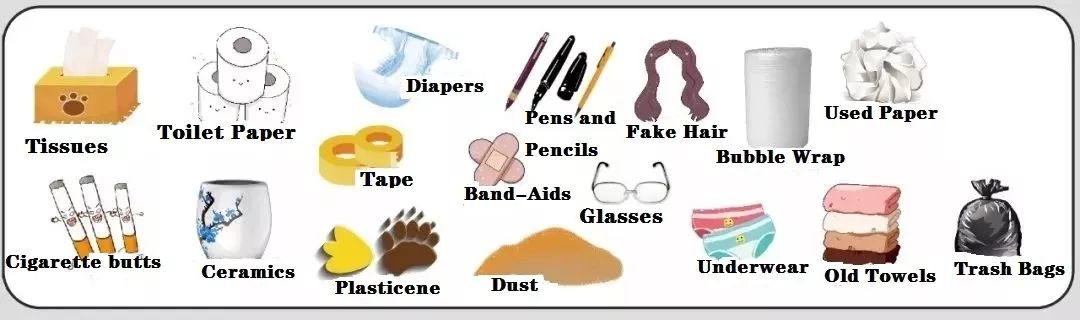 Tissues
Toilet Paper
Diapers
Pens and
Pencils
Fake Hair
Bubble Wrap
Used Paper
Tape
Band-Aids
Glasses
Cigarette butts
Ceramics
Plasticene
Dust
Underwear
Old Towels
Trash Bags